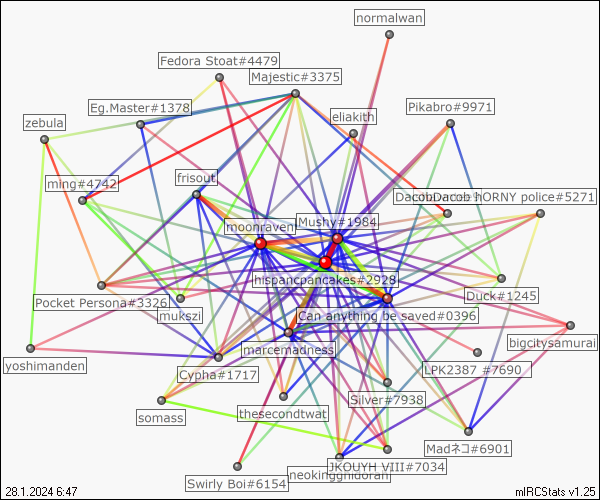 normalwan
Fedora Stoat#4479
Majestic#3375
Eg.Master#1378
Pikabro#9971
eliakith
zebula
frisout
ming#4742
HORNY police#5271
Mushy#1984
moonraven
hispancpancakes#2928
Pocket Persona#3326
Duck#1245
mukszi
Can anything be saved#0396
bigcitysamurai
marcemadness
yoshimanden
Cypha#1717
LPK2387 #7690
Silver#7938
somass
thesecondtwat
Madネコ#6901
JKOUYH VIII#7034
neokingghidorah
Swirly Boi#6154
28.1.2024 6:47
mIRCStats v1.25